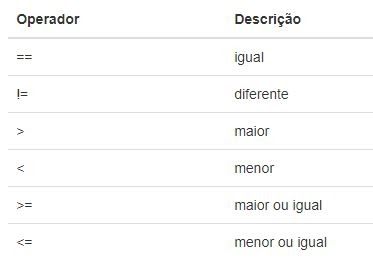 Operador Descrição
== igual
!= diferente
> maior
< menor
>= maior ou igual
<= menor ou igual